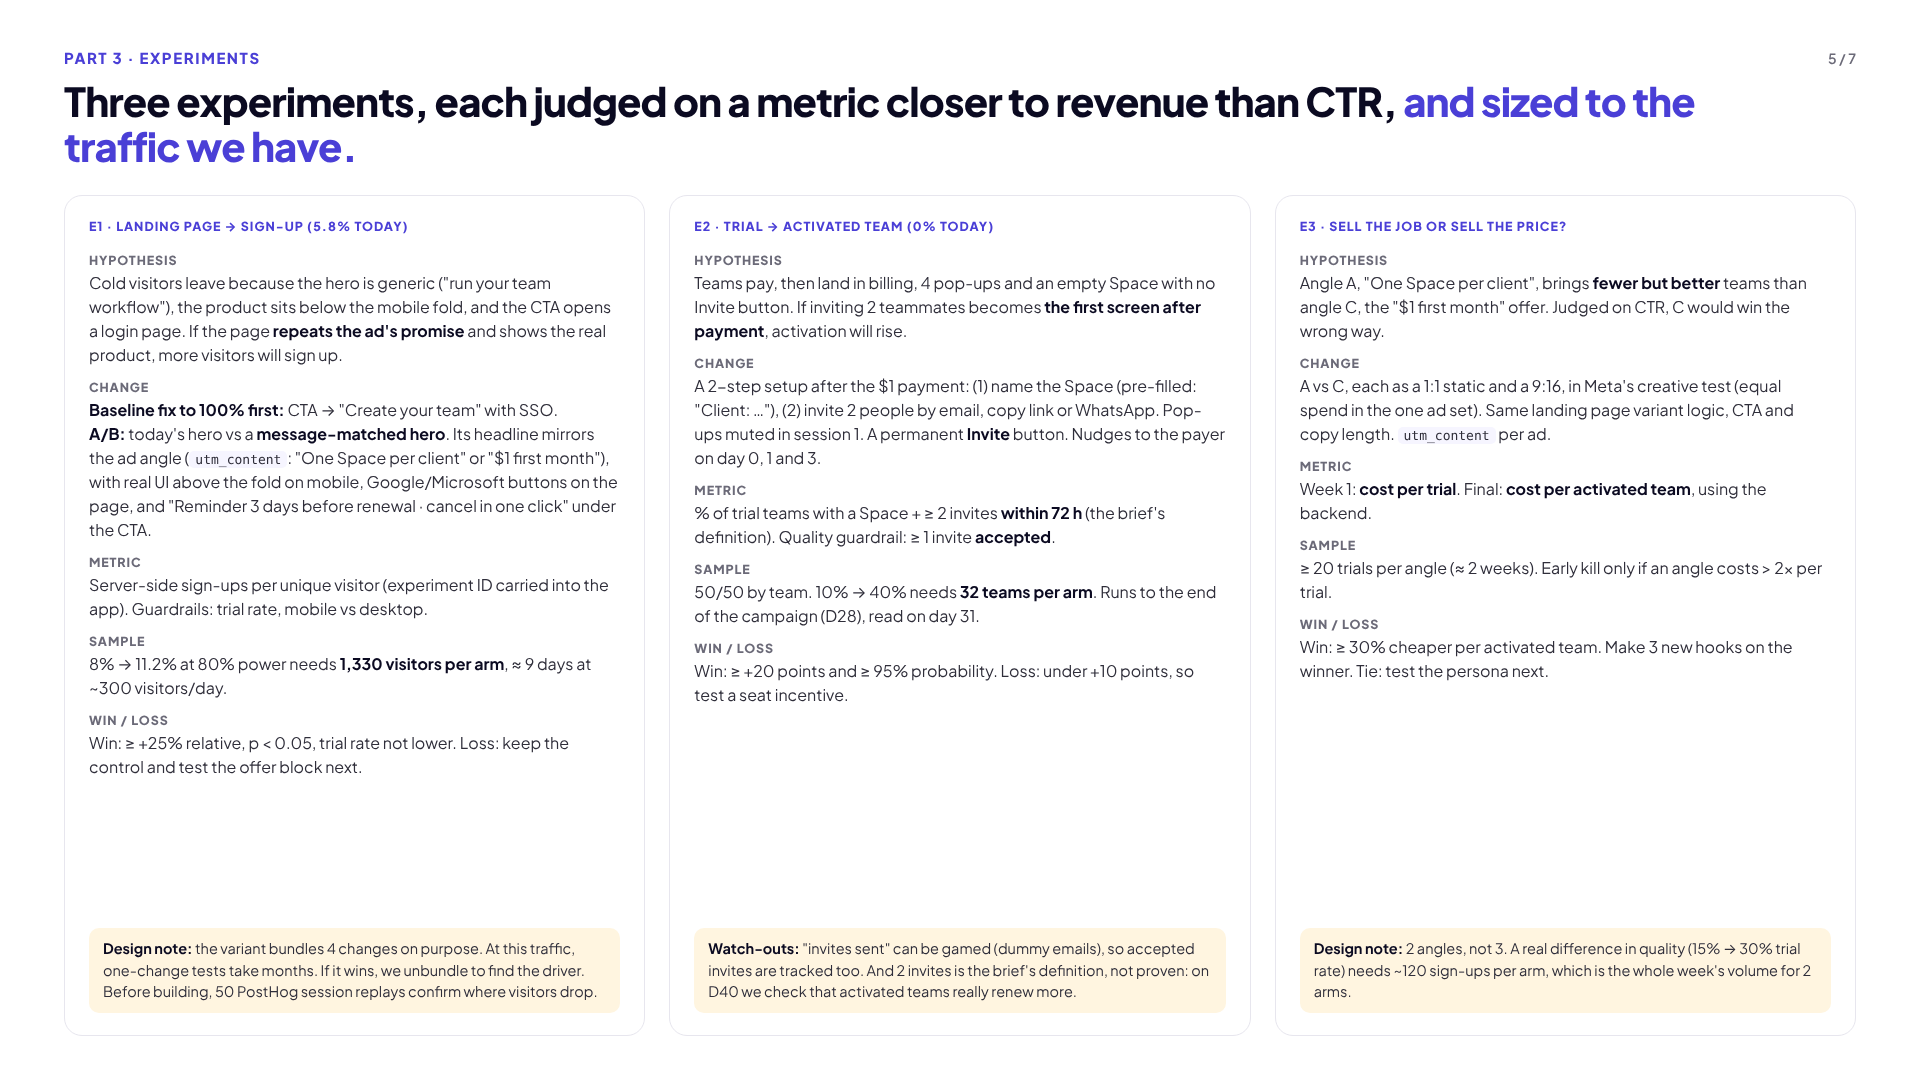 PART 3 · EXPERIMENTS
5 / 7
Three experiments, each judged on a metric closer to revenue than CTR, and sized to the
traffic we have.
E1 · LANDING PAGE → SIGN-UP (5.8% TODAY)
HYPOTHESIS
Cold visitors leave because the hero is generic ("run your team
workflow"), the product sits below the mobile fold, and the CTA opens
a login page. If the page repeats the ad's promise and shows the real
product, more visitors will sign up.
CHANGE
Baseline fix to 100% first: CTA → "Create your team" with SSO.
A/B: today's hero vs a message-matched hero. Its headline mirrors
the ad angle ( utm_content : "One Space per client" or "$1 first month"),
with real UI above the fold on mobile, Google/Microsoft buttons on the
page, and "Reminder 3 days before renewal · cancel in one click" under
the CTA.
METRIC
Server-side sign-ups per unique visitor (experiment ID carried into the
app). Guardrails: trial rate, mobile vs desktop.
SAMPLE
8% → 11.2% at 80% power needs 1,330 visitors per arm, ≈ 9 days at
~300 visitors/day.
WIN / LOSS
Win: ≥ +25% relative, p < 0.05, trial rate not lower. Loss: keep the
control and test the offer block next.
Design note: the variant bundles 4 changes on purpose. At this traffic,
one-change tests take months. If it wins, we unbundle to find the driver.
Before building, 50 PostHog session replays confirm where visitors drop.
E2 · TRIAL → ACTIVATED TEAM (0% TODAY)
HYPOTHESIS
Teams pay, then land in billing, 4 pop-ups and an empty Space with no
Invite button. If inviting 2 teammates becomes the first screen after
payment, activation will rise.
CHANGE
A 2-step setup after the $1 payment: (1) name the Space (pre-filled:
"Client: …"), (2) invite 2 people by email, copy link or WhatsApp. Pop-
ups muted in session 1. A permanent Invite button. Nudges to the payer
on day 0, 1 and 3.
METRIC
% of trial teams with a Space + ≥ 2 invites within 72 h (the brief's
definition). Quality guardrail: ≥ 1 invite accepted.
SAMPLE
50/50 by team. 10% → 40% needs 32 teams per arm. Runs to the end
of the campaign (D28), read on day 31.
WIN / LOSS
Win: ≥ +20 points and ≥ 95% probability. Loss: under +10 points, so
test a seat incentive.
Watch-outs: "invites sent" can be gamed (dummy emails), so accepted
invites are tracked too. And 2 invites is the brief's definition, not proven: on
D40 we check that activated teams really renew more.
E3 · SELL THE JOB OR SELL THE PRICE?
HYPOTHESIS
Angle A, "One Space per client", brings fewer but better teams than
angle C, the "$1 first month" offer. Judged on CTR, C would win the
wrong way.
CHANGE
A vs C, each as a 1:1 static and a 9:16, in Meta's creative test (equal
spend in the one ad set). Same landing page variant logic, CTA and
copy length. utm_content per ad.
METRIC
Week 1: cost per trial. Final: cost per activated team, using the
backend.
SAMPLE
≥ 20 trials per angle (≈ 2 weeks). Early kill only if an angle costs > 2× per
trial.
WIN / LOSS
Win: ≥ 30% cheaper per activated team. Make 3 new hooks on the
winner. Tie: test the persona next.
Design note: 2 angles, not 3. A real difference in quality (15% → 30% trial
rate) needs ~120 sign-ups per arm, which is the whole week's volume for 2
arms.